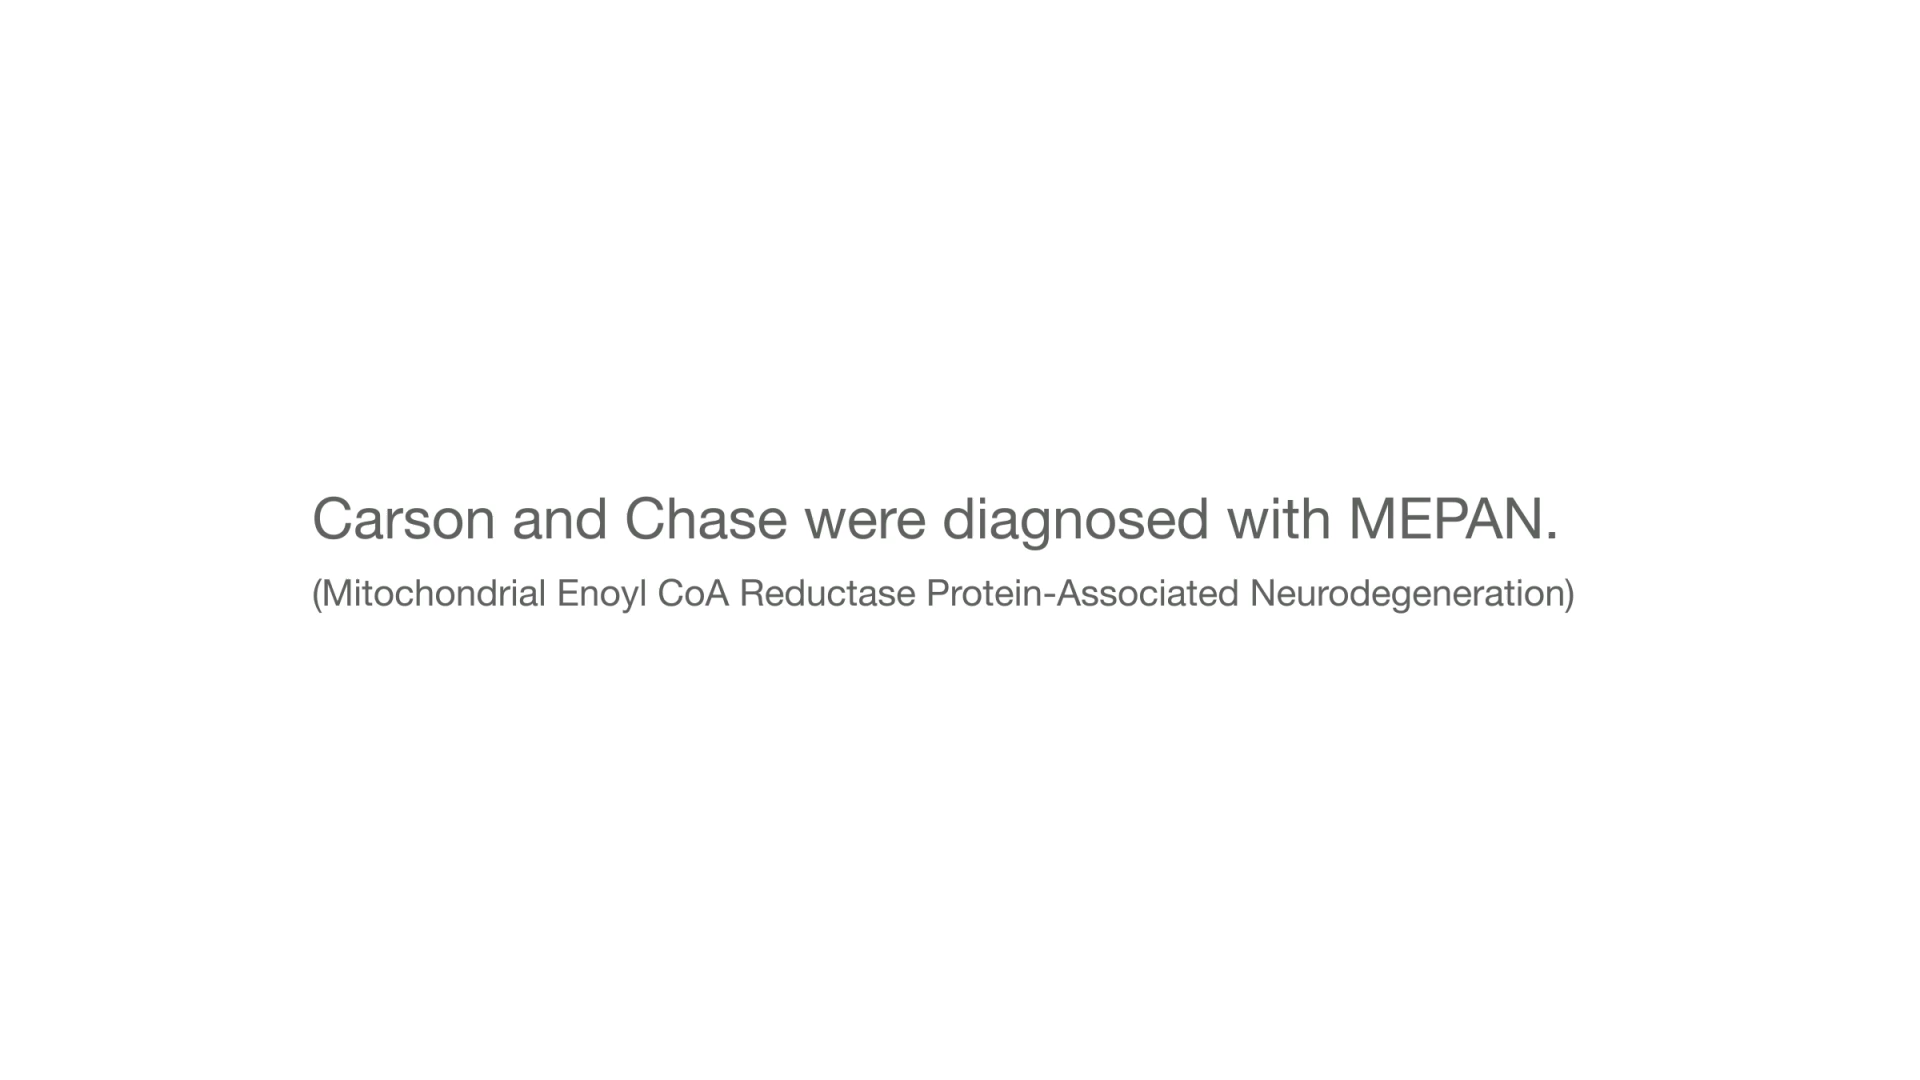 Carson and Chase were diagnosed with MEPAN.
(Mitochondrial Enoyl CoA Reductase Protein-Associated Neurodegeneration)